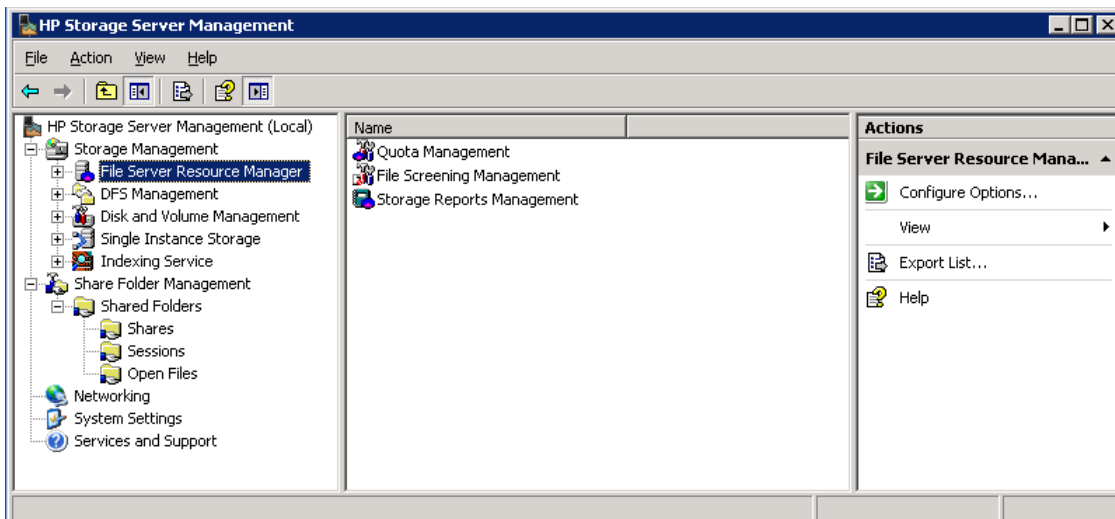 HP Storage Server Management
File Action View Help
HP Storage Server Management (Local)
Storage Management
File Server Resource Manager
DFS Management
Disk and Volume Management
Single Instance Storage
Indexing Service
Share Folder Management
Shared Folders
Shares
Sessions
Open Files
Networking
System Settings
Services and Support
Name
Quota Management
File Screening Management
Storage Reports Management
Actions
File Server Resource Mana...
Configure Options...
View
Export List...
Help